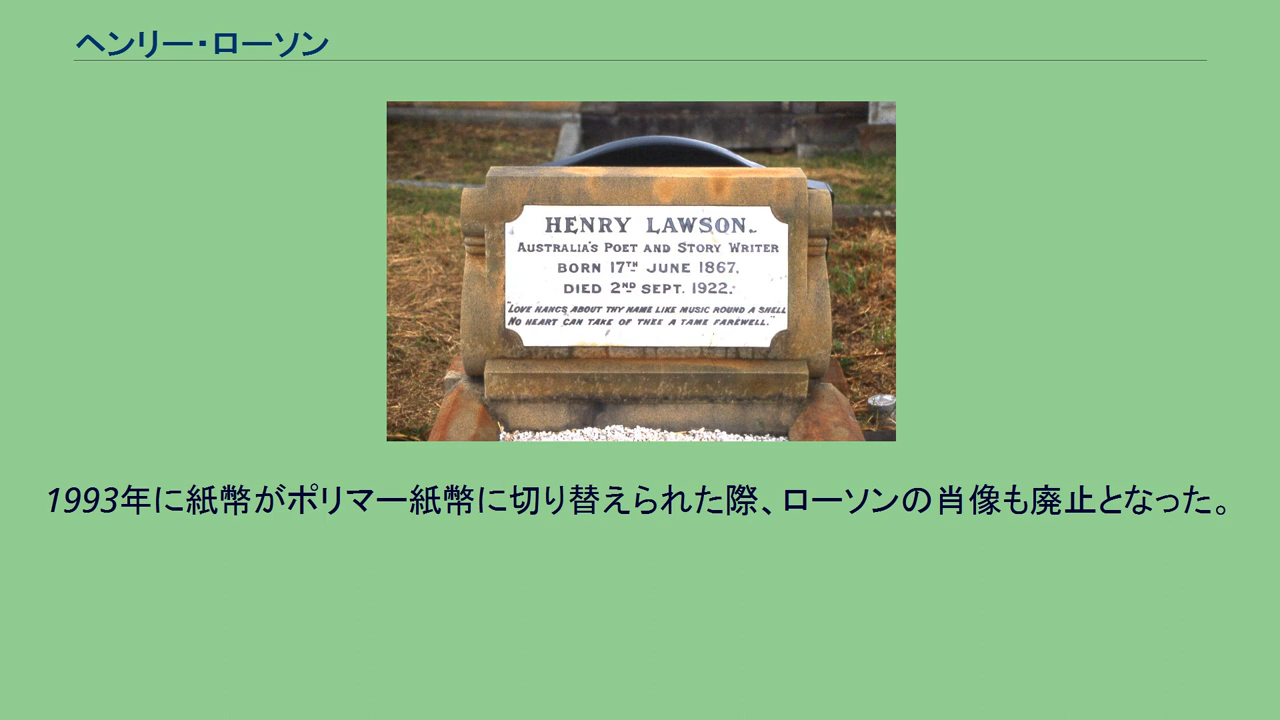 ヘンリー・ローソン
HENRY LAWSON.
AUSTRALIA'S POET AND STORY WRITER
BORN 17TH JUNE 1867.
DIED 2ND SEPT. 1922.
"LOVE HANGS ABOUT THY NAME LIKE MUSIC ROUND A SHELL
NO HEART CAN TAKE OF THEE A TAME FAREWELL."
1993年に紙幣がポリマー紙幣に切り替えられた際、ローソンの肖像も廃止となった。